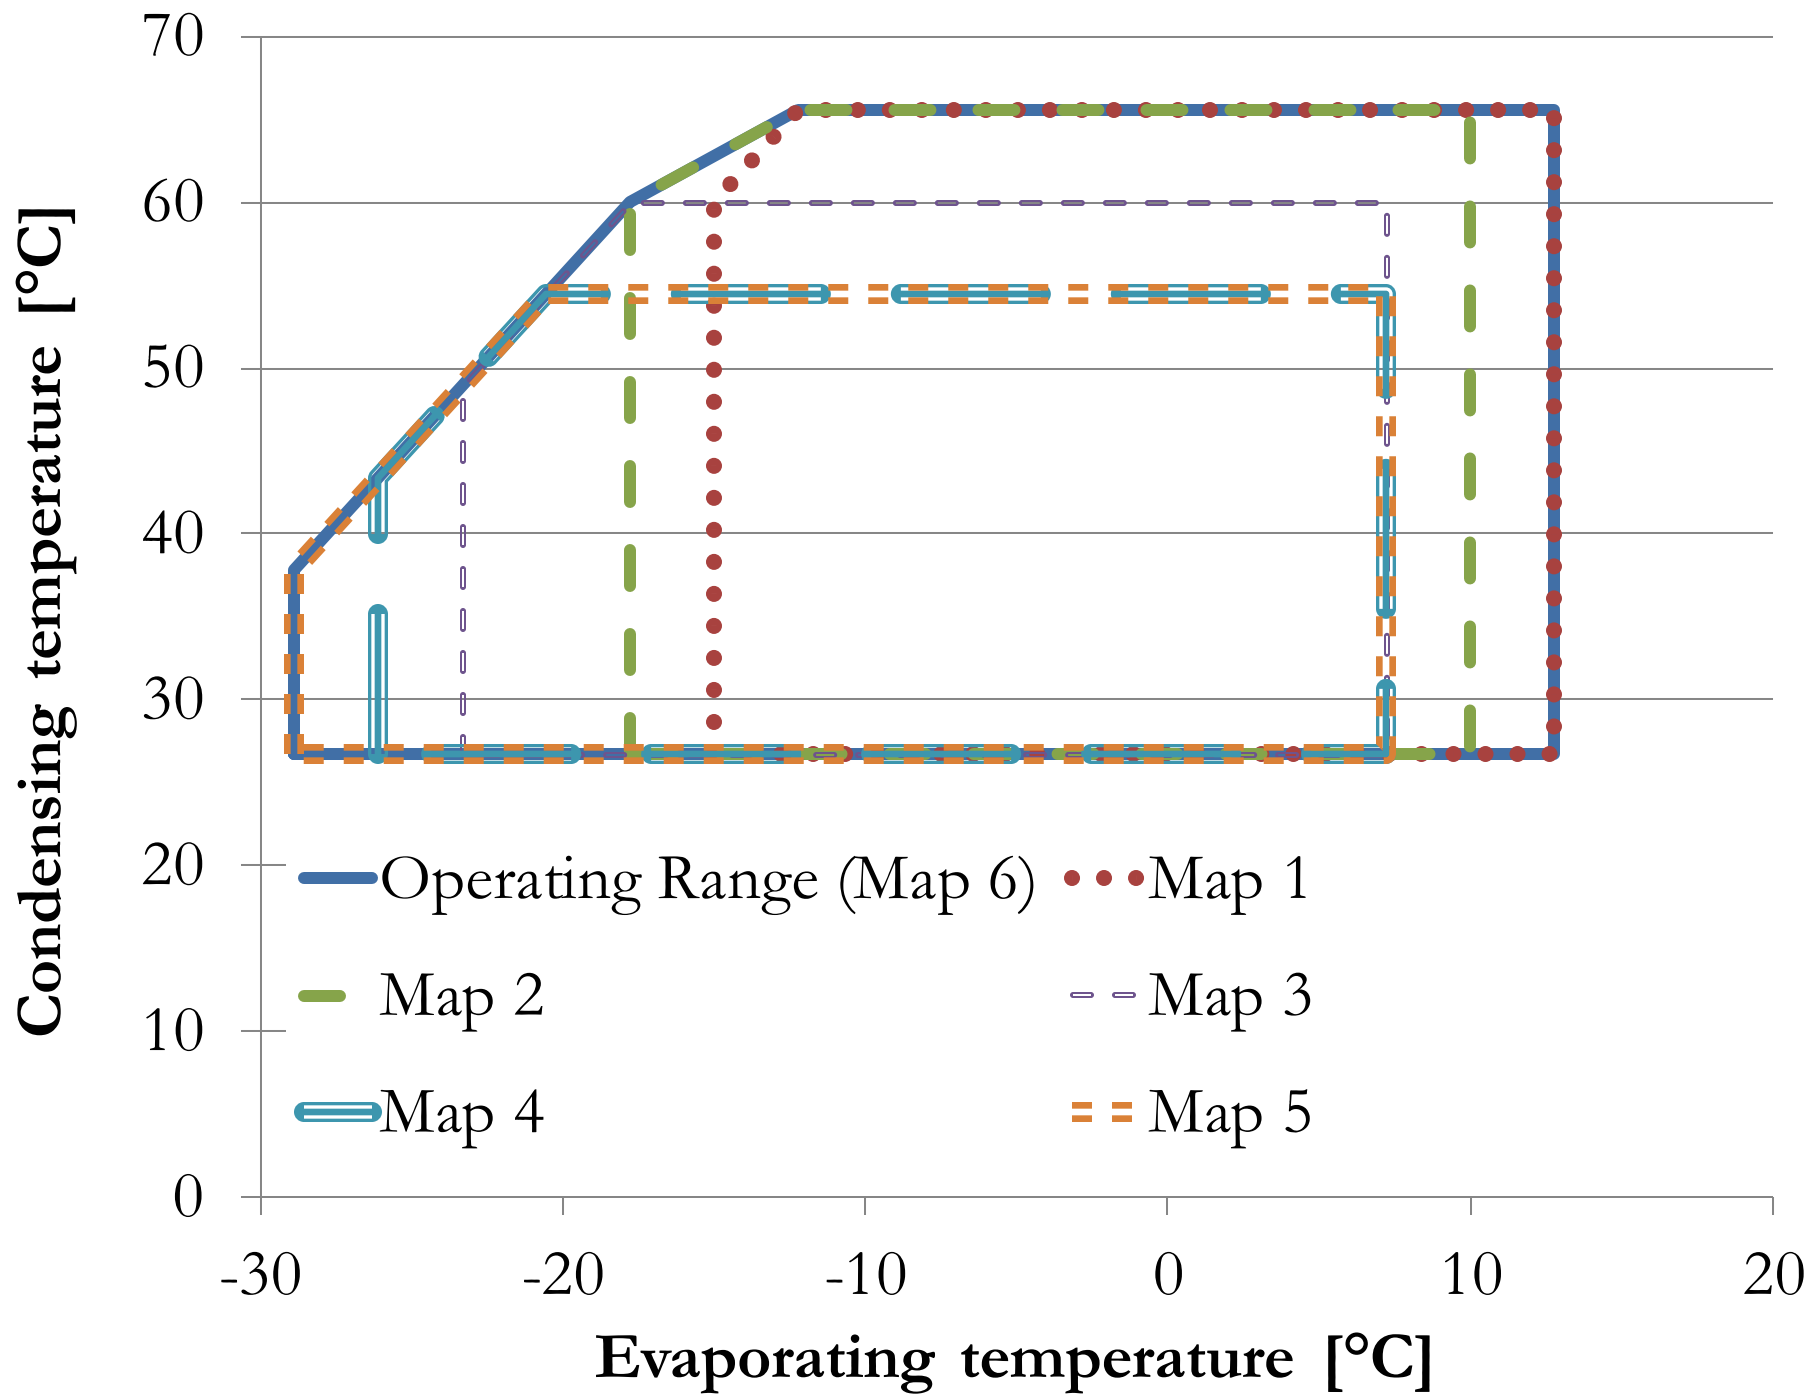 70
60
50
40
30
20
10
0
Condensing temperature [°C]
Operating Range (Map 6)
Map 1
Map 2
Map 3
Map 4
Map 5
-30 -20 -10 0 10 20
Evaporating temperature [°C]